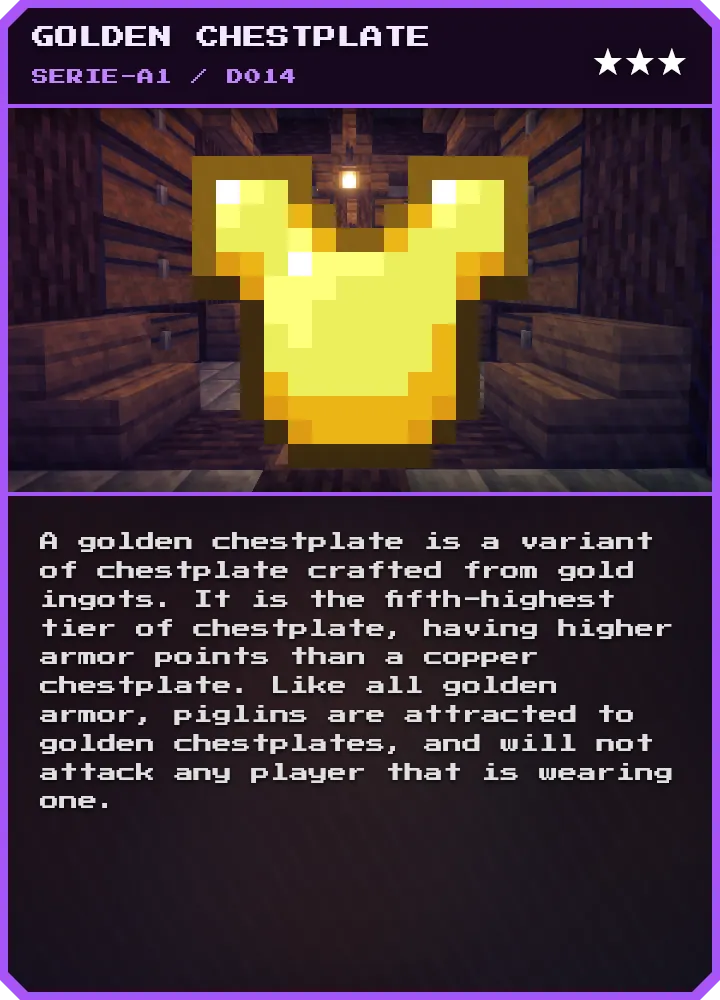 GOLDEN CHESTPLATE
SERIE-A1 / D014
★★★
A golden chestplate is a variant
of chestplate crafted from gold
ingots. It is the fifth-highest
tier of chestplate, having higher
armor points than a copper
chestplate. Like all golden
armor, piglins are attracted to
golden chestplates, and will not
attack any player that is wearing
one.